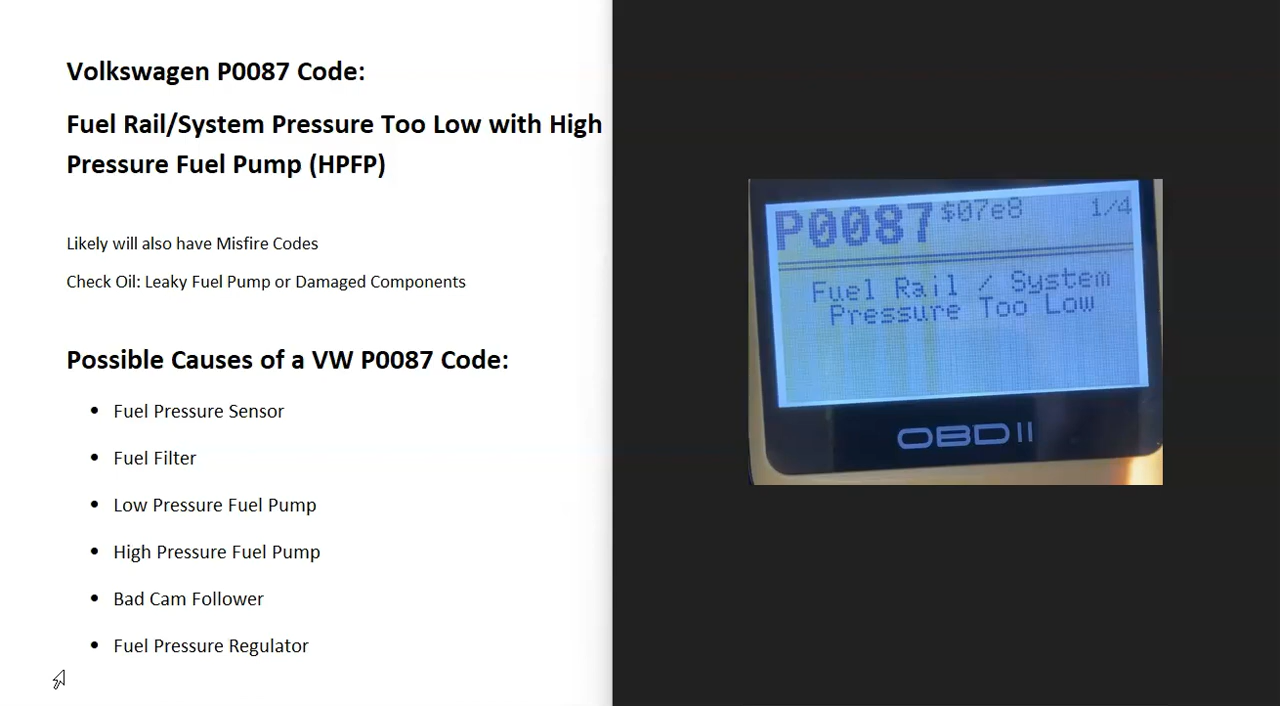 Volkswagen P0087 Code:
Fuel Rail/System Pressure Too Low with High
Pressure Fuel Pump (HPFP)
Likely will also have Misfire Codes
Check Oil: Leaky Fuel Pump or Damaged Components
Possible Causes of a VW P0087 Code:
• Fuel Pressure Sensor
• Fuel Filter
• Low Pressure Fuel Pump
• High Pressure Fuel Pump
• Bad Cam Follower
• Fuel Pressure Regulator
P0087 $07e8 1/4
Fuel Rail / System
Pressure Too Low
OBDII